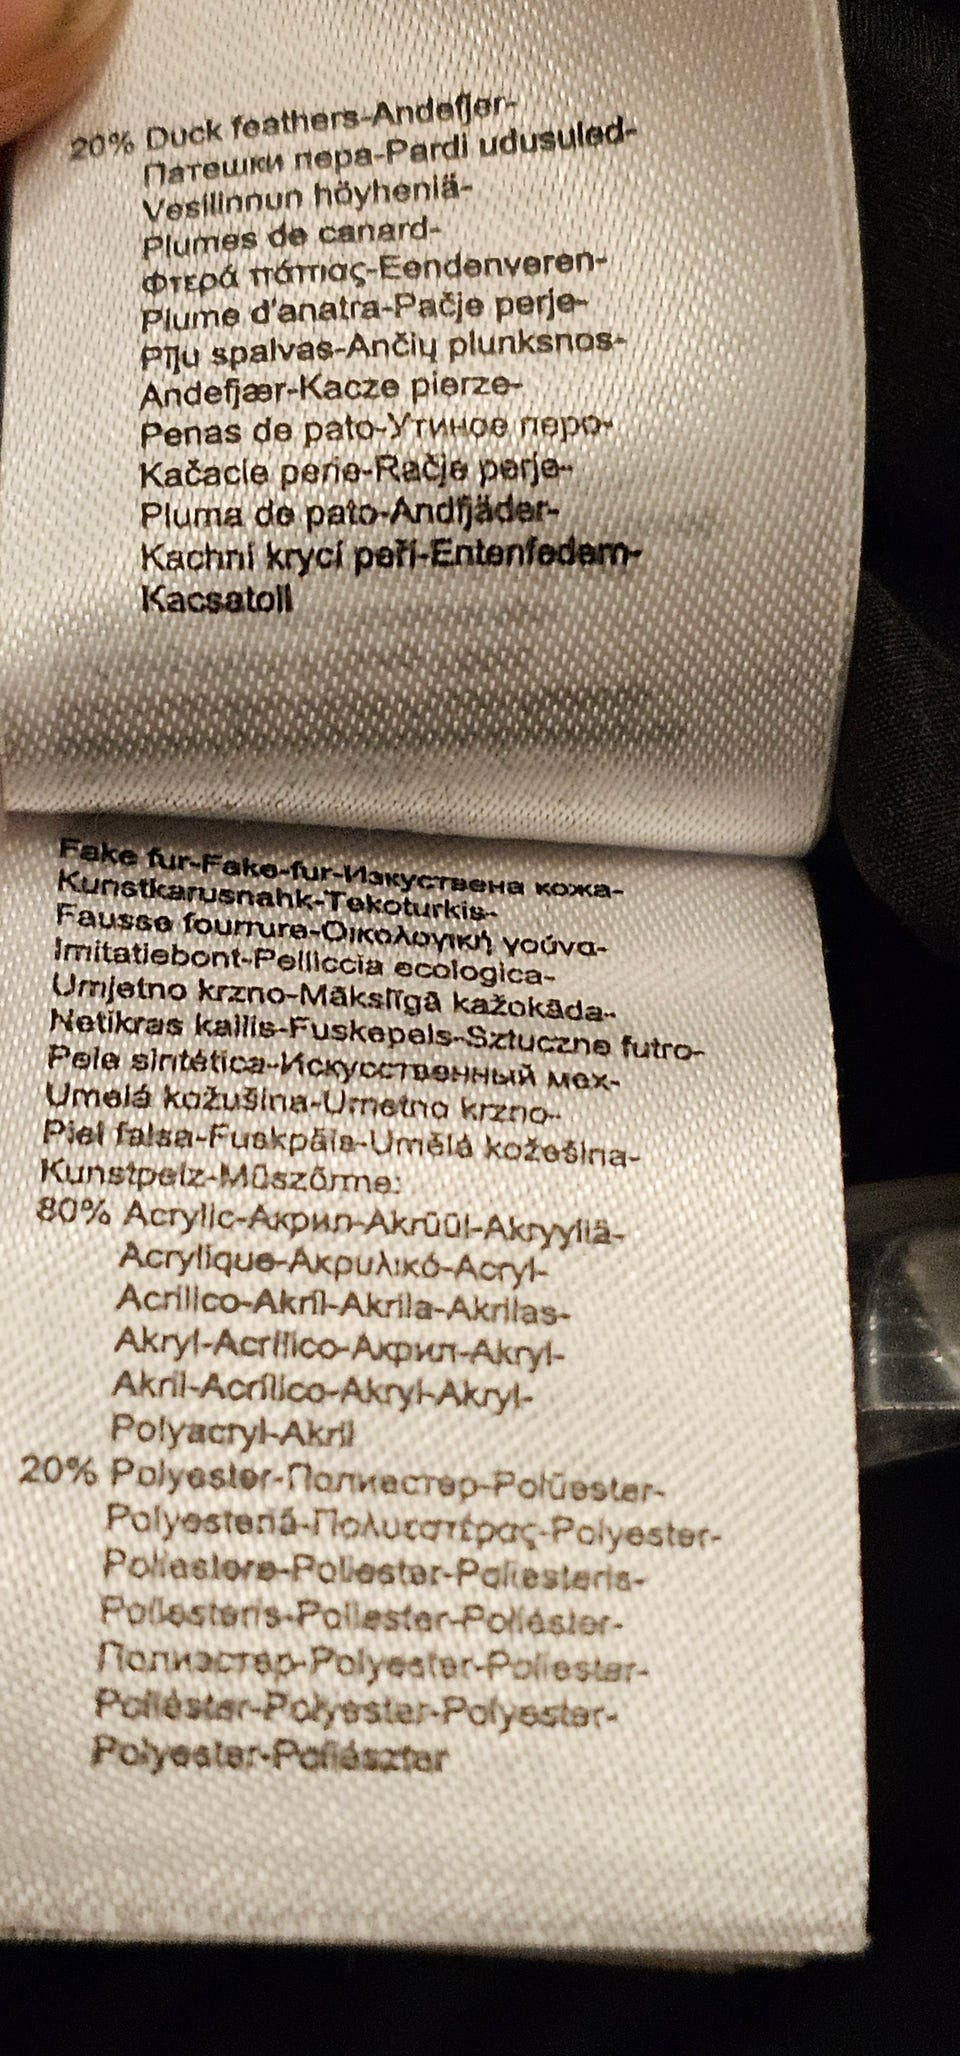 20% Duck feathers-Andefjer-
Патешки пера-Pardi udusuled-
Vesilinnun höyheniä-
Plumes de canard-
Φτερά πάπιας-Eendenveren-
Piume d'anatra-Pačje perje-
Pīļu spalvas-Ančių plunksnos-
Andefjær-Kacze pierze-
Penas de pato-Утиное перо-
Kačacie perie-Račje perje-
Pluma de pato-Andfjäder-
Kachní krycí peří-Entenfedern-
Kacsatoll
Fake fur-Fake-fur-Изкуствена кожа-
Kunstkarusnahk-Tekoturkis-
Fausse fourrure-Οικολογική γούνα-
Imitatiebont-Pelliccia ecologica-
Umjetno krzno-Mākslīgā kažokāda-
Netikras kailis-Fuskepels-Sztuczne futro-
Pele sintética-Искусственный мех-
Umelá kožušina-Umetno krzno-
Piel falsa-Fuskpäls-Umělá kožešina-
Kunstpelz-Műszőrme:
80% Acrylic-Акрил-Akrüül-Akryyliä-
Acrylique-Ακρυλικό-Acryl-
Acrilico-Akril-Akrila-Akrilas-
Akryl-Acrílico-Акрил-Akryl-
Akril-Acrílico-Akryl-Akryl-
Polyacryl-Akril
20% Polyester-Полиестер-Polüester-
Polyesteriä-Πολυεστέρας-Polyester-
Poliestere-Poliester-Poliesteris-
Poliesteris-Poliester-Poliéster-
Полиэстер-Polyester-Poliester-
Poliéster-Polyester-Polyester-
Polyester-Poliészter